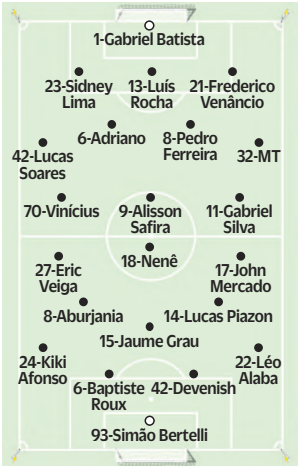 1-Gabriel Batista
23-Sidney
Lima
13-Luís
Rocha
21-Frederico
Venâncio
6-Adriano
8-Pedro
Ferreira
42-Lucas
Soares
32-MT
70-Vinícius
9-Alisson
Safira
11-Gabriel
Silva
18-Nenê
27-Eric
Veiga
17-John
Mercado
8-Aburjania
14-Lucas Piazon
15-Jaume Grau
24-Kiki
Afonso
22-Léo
Alaba
6-Baptiste
Roux
42-Devenish
93-Simão Bertelli